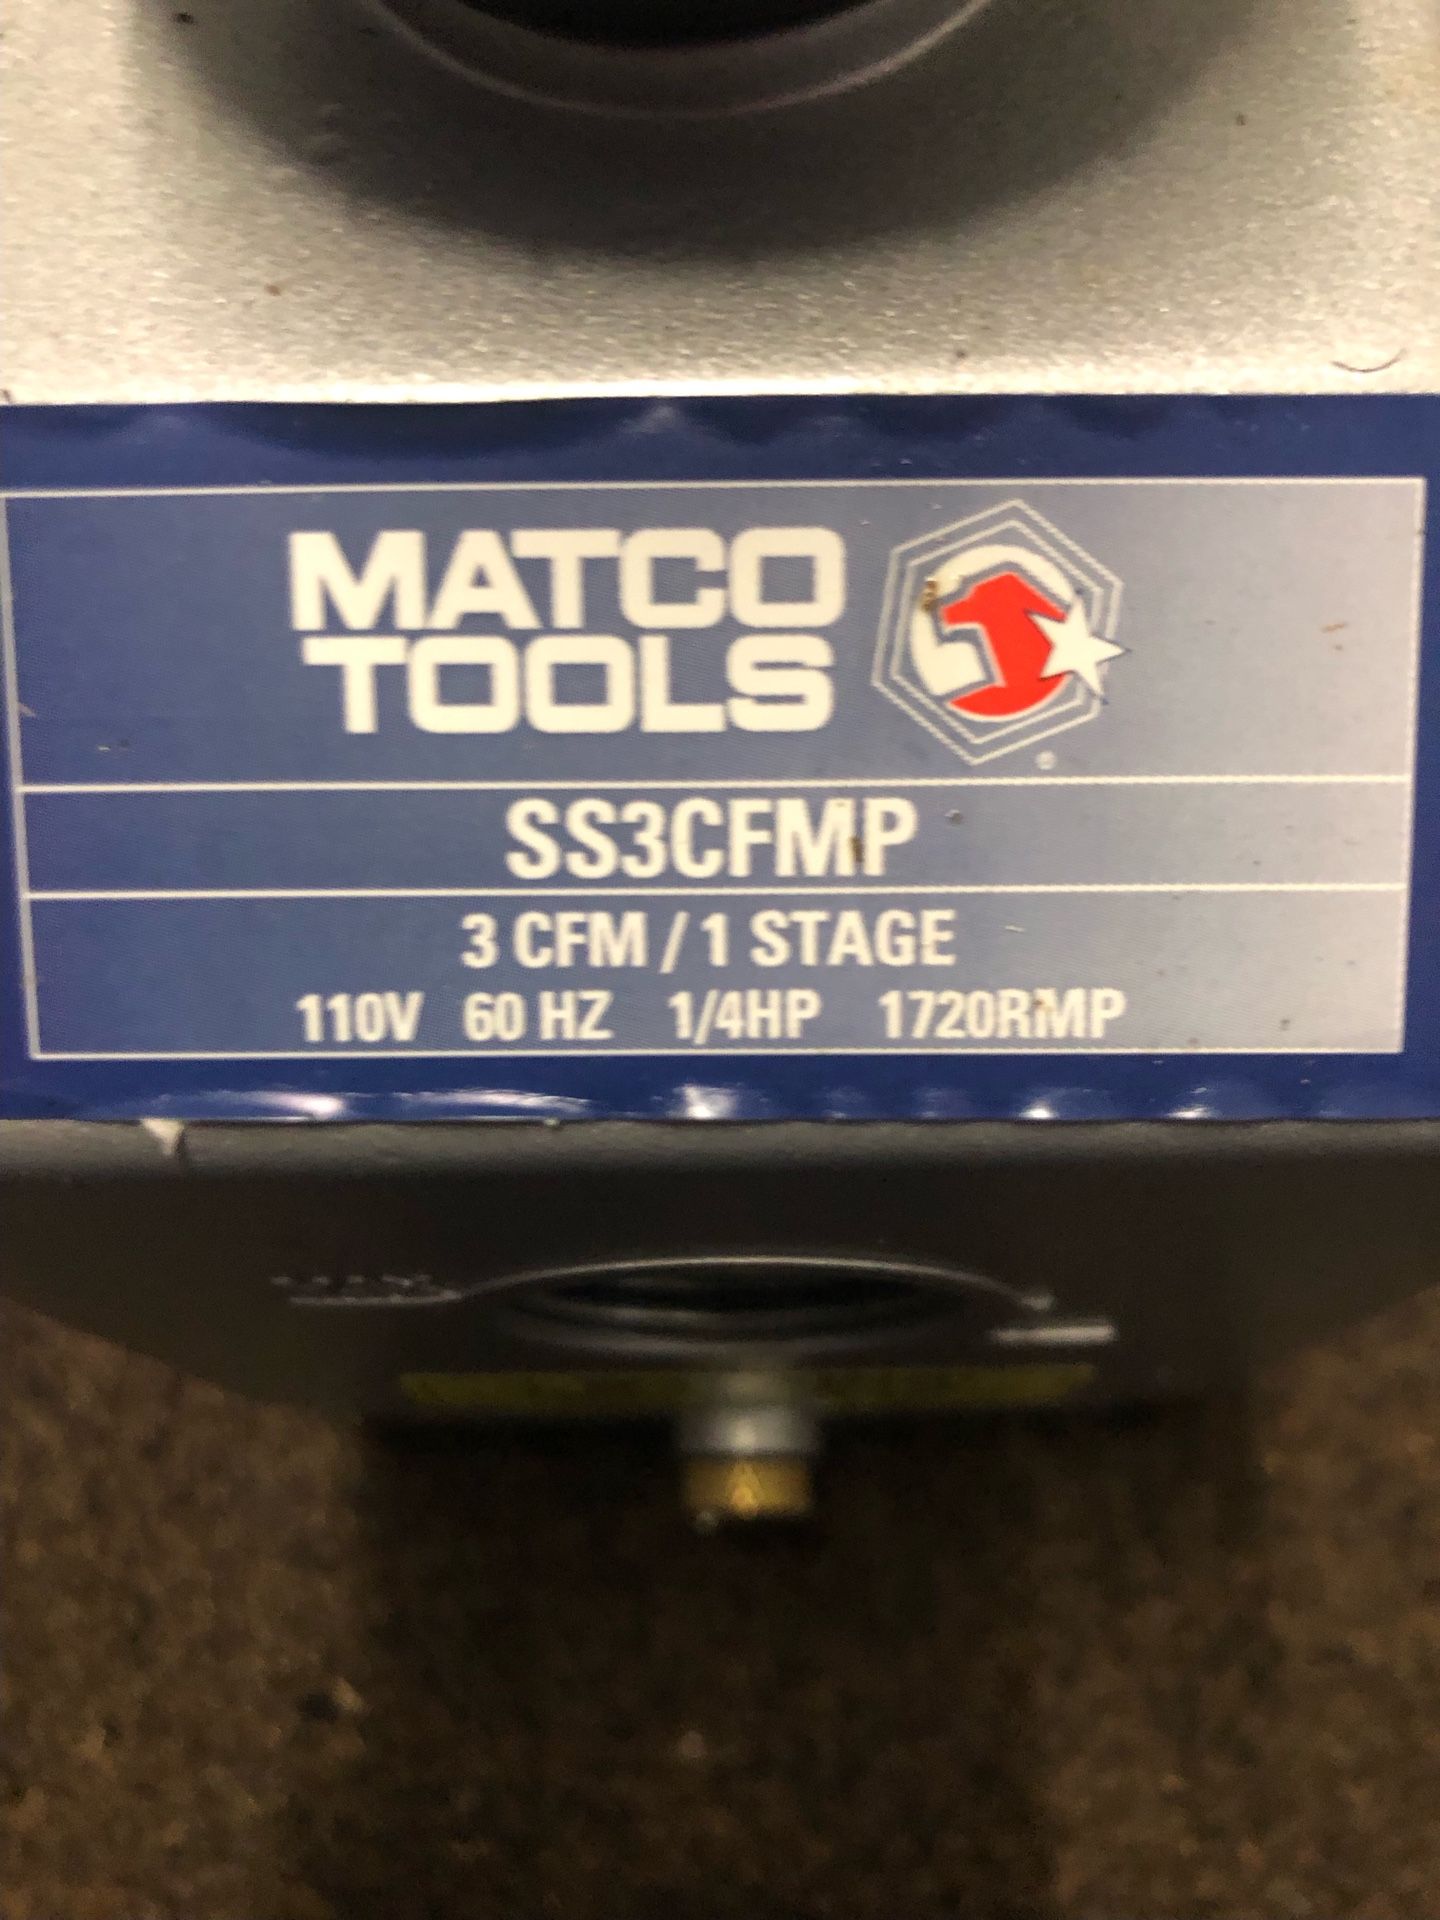 MATCO
TOOLS
SS3CFMP
3 CFM / 1 STAGE
110V 60 HZ 1/4HP 1720RMP